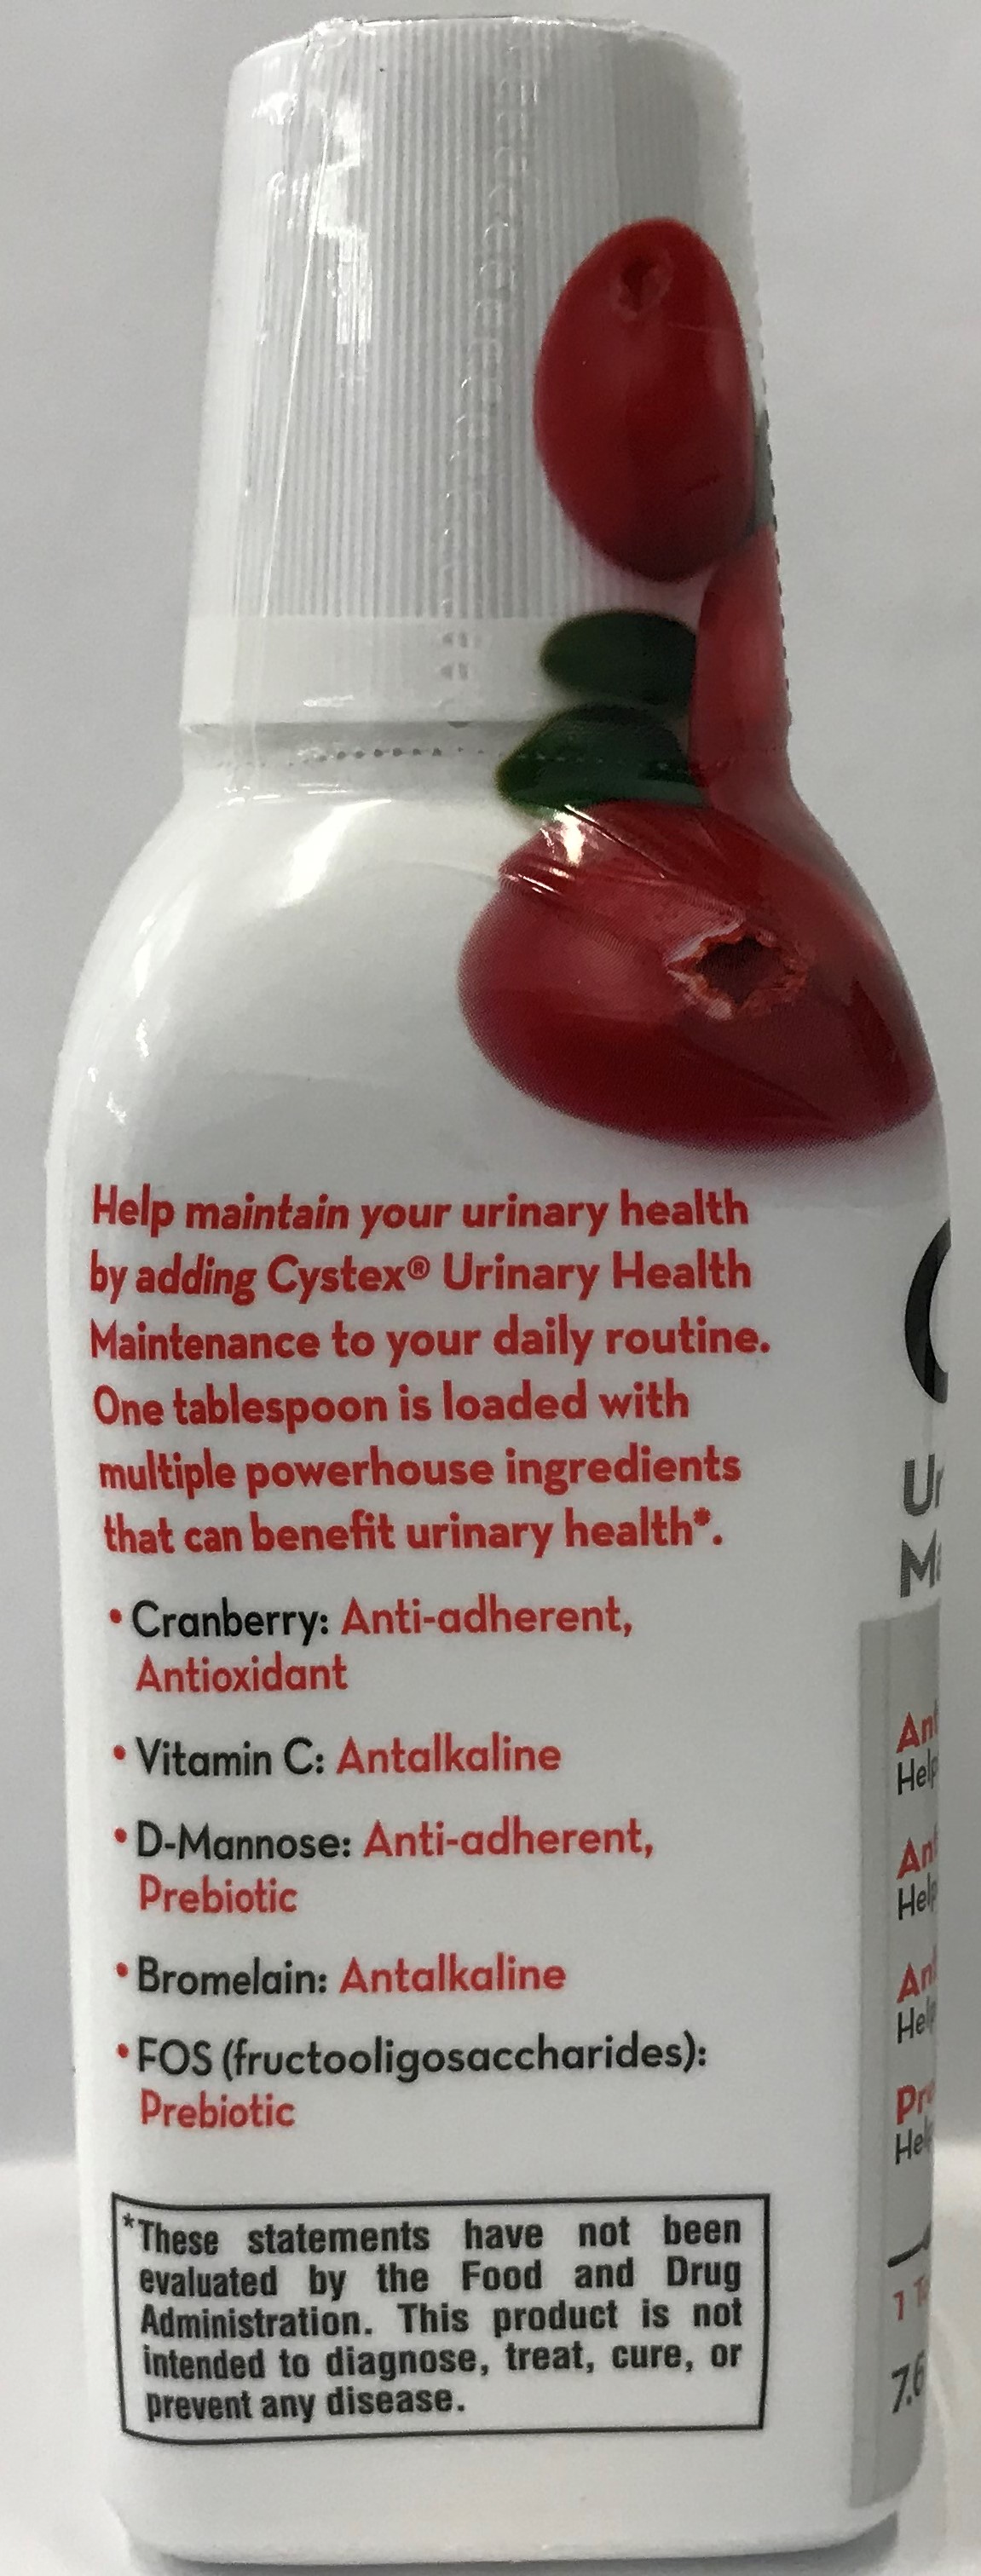 Help maintain your urinary health
by adding Cystex® Urinary Health
Maintenance to your daily routine.
One tablespoon is loaded with
multiple powerhouse ingredients
that can benefit urinary health*.
• Cranberry: Anti-adherent,
Antioxidant
• Vitamin C: Antalkaline
• D-Mannose: Anti-adherent,
Prebiotic
• Bromelain: Antalkaline
• FOS (fructooligosaccharides):
Prebiotic
*These statements have not been
evaluated by the Food and Drug
Administration. This product is not
intended to diagnose, treat, cure, or
prevent any disease.